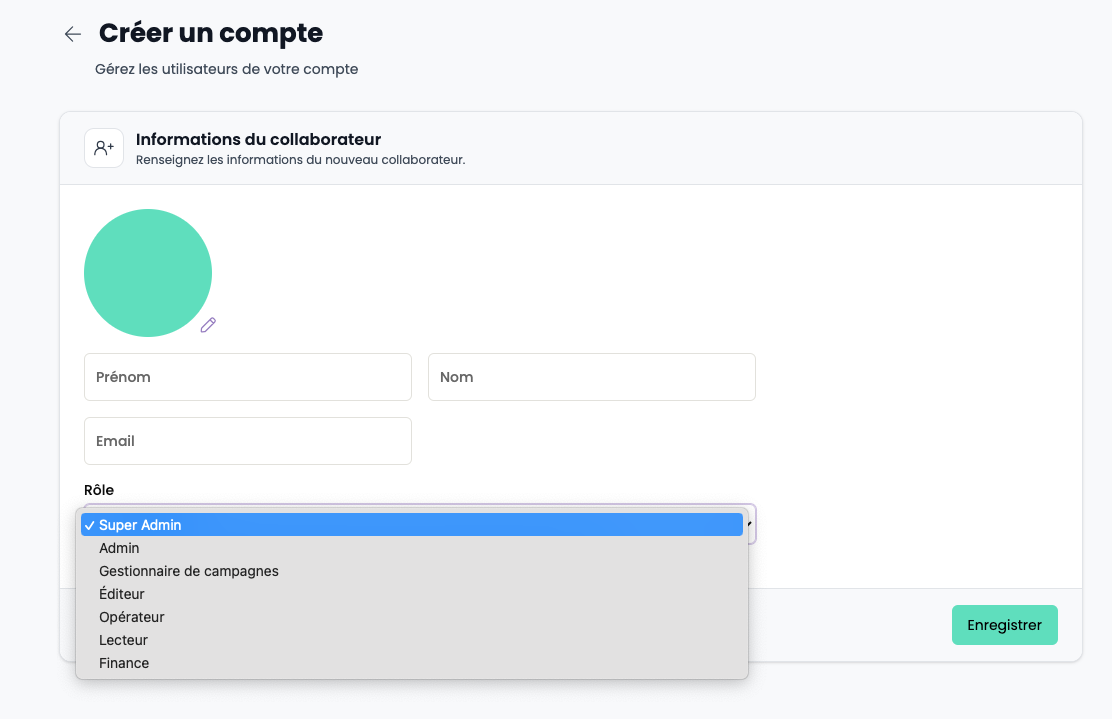 Créer un compte
Gérez les utilisateurs de votre compte
Informations du collaborateur
Renseignez les informations du nouveau collaborateur.
Prénom
Nom
Email
Rôle
Super Admin
Admin
Gestionnaire de campagnes
Éditeur
Opérateur
Lecteur
Finance
Enregistrer